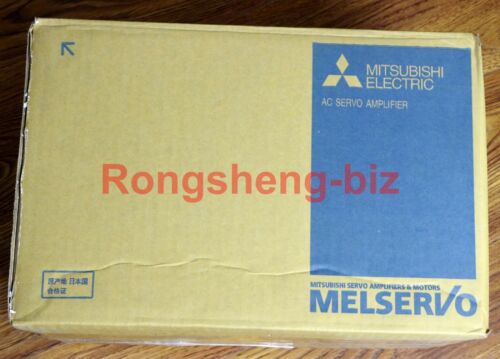 MITSUBISHI
ELECTRIC
AC SERVO AMPLIFIER
Rongsheng-biz
原产地:日本国
合格证
MITSUBISHI SERVO AMPLIFIERS & MOTORS
MELSERVO